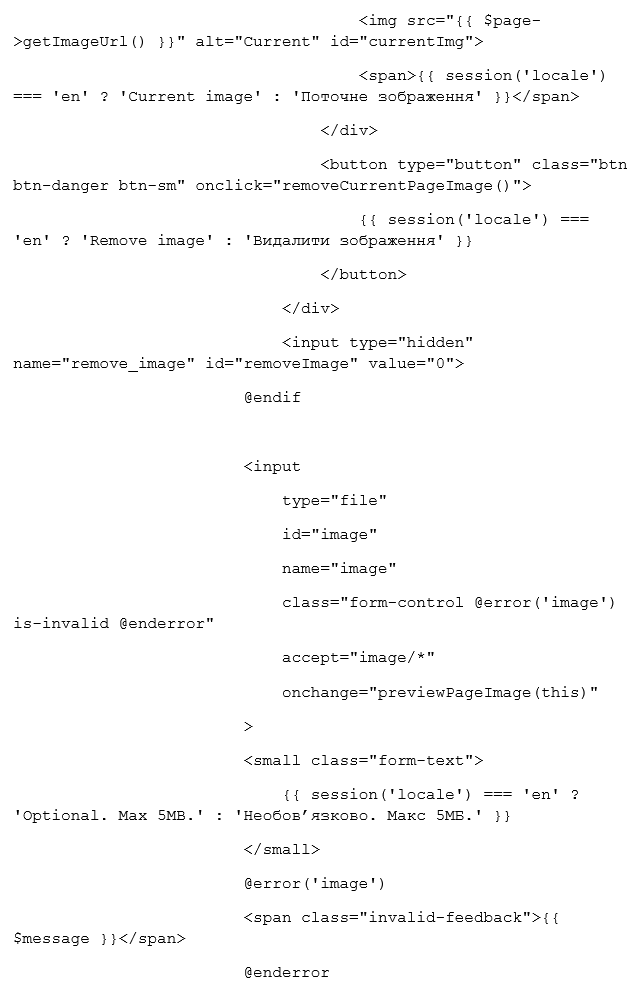 <img src="{{ $page-
>getImageUrl() }}" alt="Current" id="currentImg">
<span>{{ session('locale')
=== 'en' ? 'Current image' : 'Поточне зображення' }}</span>
</div>
<button type="button" class="btn
btn-danger btn-sm" onclick="removeCurrentPageImage()">
{{ session('locale') ===
'en' ? 'Remove image' : 'Видалити зображення' }}
</button>
</div>
<input type="hidden"
name="remove_image" id="removeImage" value="0">
@endif
<input
type="file"
id="image"
name="image"
class="form-control @error('image')
is-invalid @enderror"
accept="image/*"
onchange="previewPageImage(this)"
>
<small class="form-text">
{{ session('locale') === 'en' ?
'Optional. Max 5MB.' : 'Необов’язково. Макс 5МБ.' }}
</small>
@error('image')
<span class="invalid-feedback">{{
$message }}</span>
@enderror